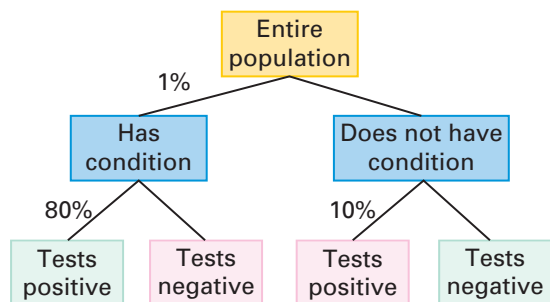 Entire
population
1%
Has
condition
Does not have
condition
80%
10%
Tests
positive
Tests
negative
Tests
positive
Tests
negative